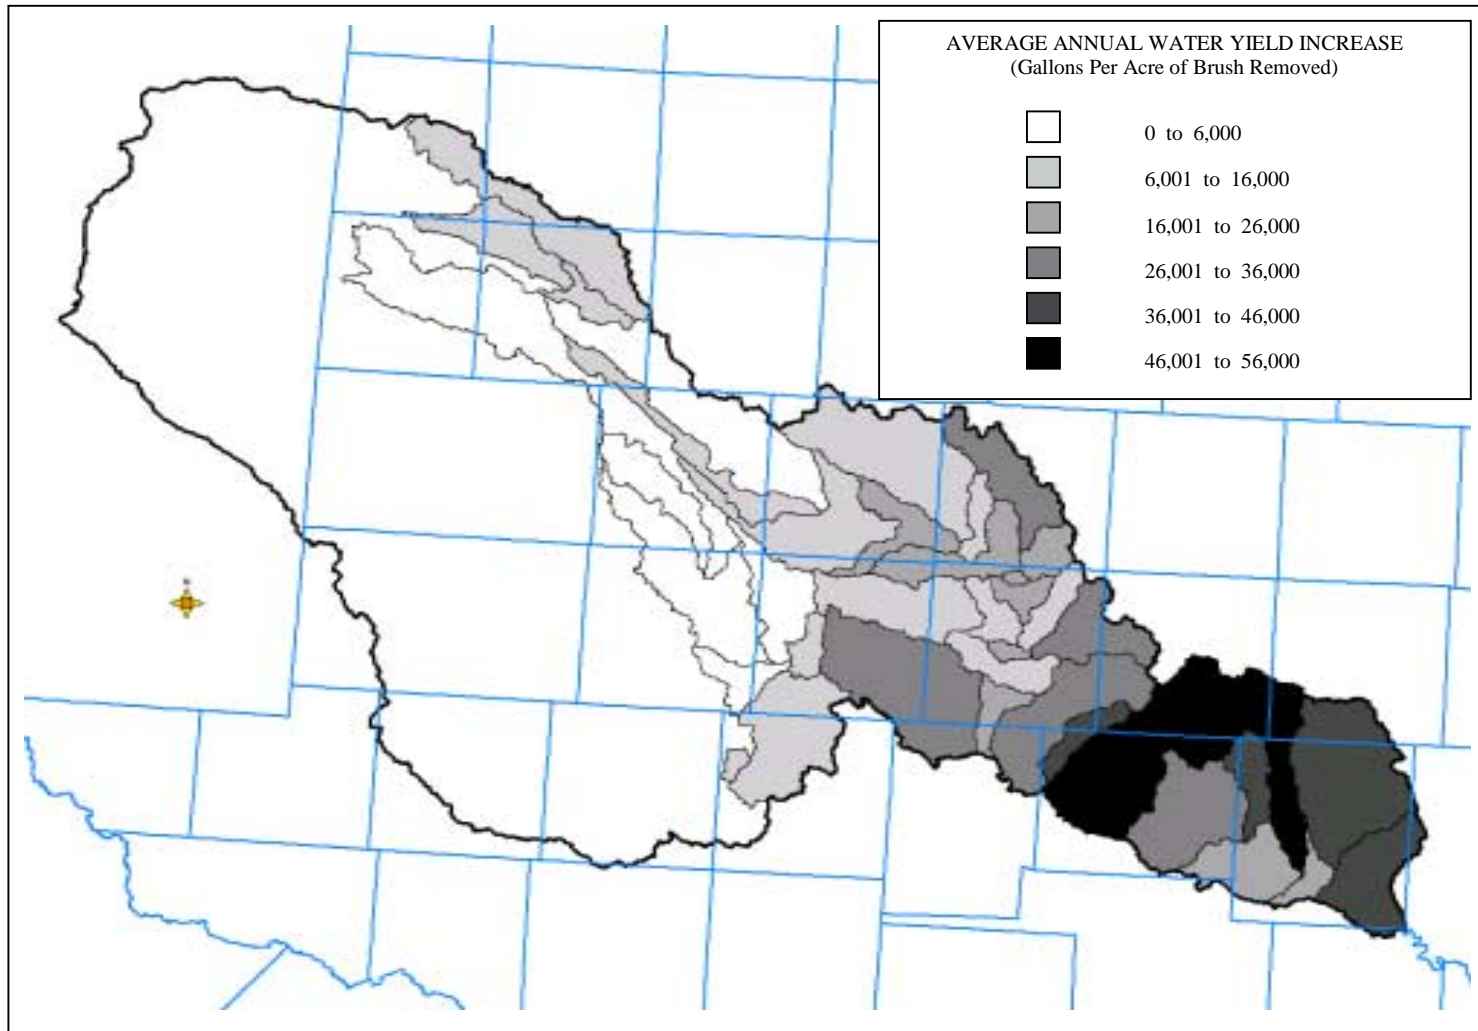 AVERAGE ANNUAL WATER YIELD INCREASE
(Gallons Per Acre of Brush Removed)
0 to 6,000
6,001 to 16,000
16,001 to 26,000
26,001 to 36,000
36,001 to 46,000
46,001 to 56,000